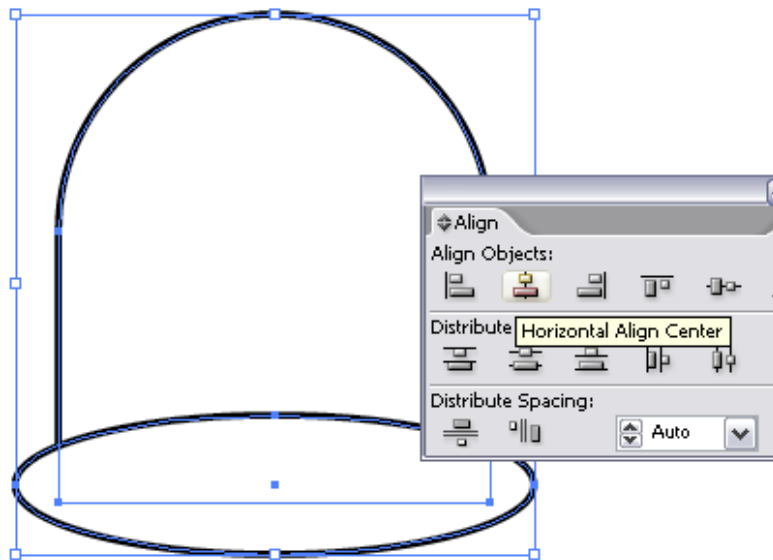 Align
Align Objects:
Distribute
Horizontal Align Center
Distribute Spacing:
Auto